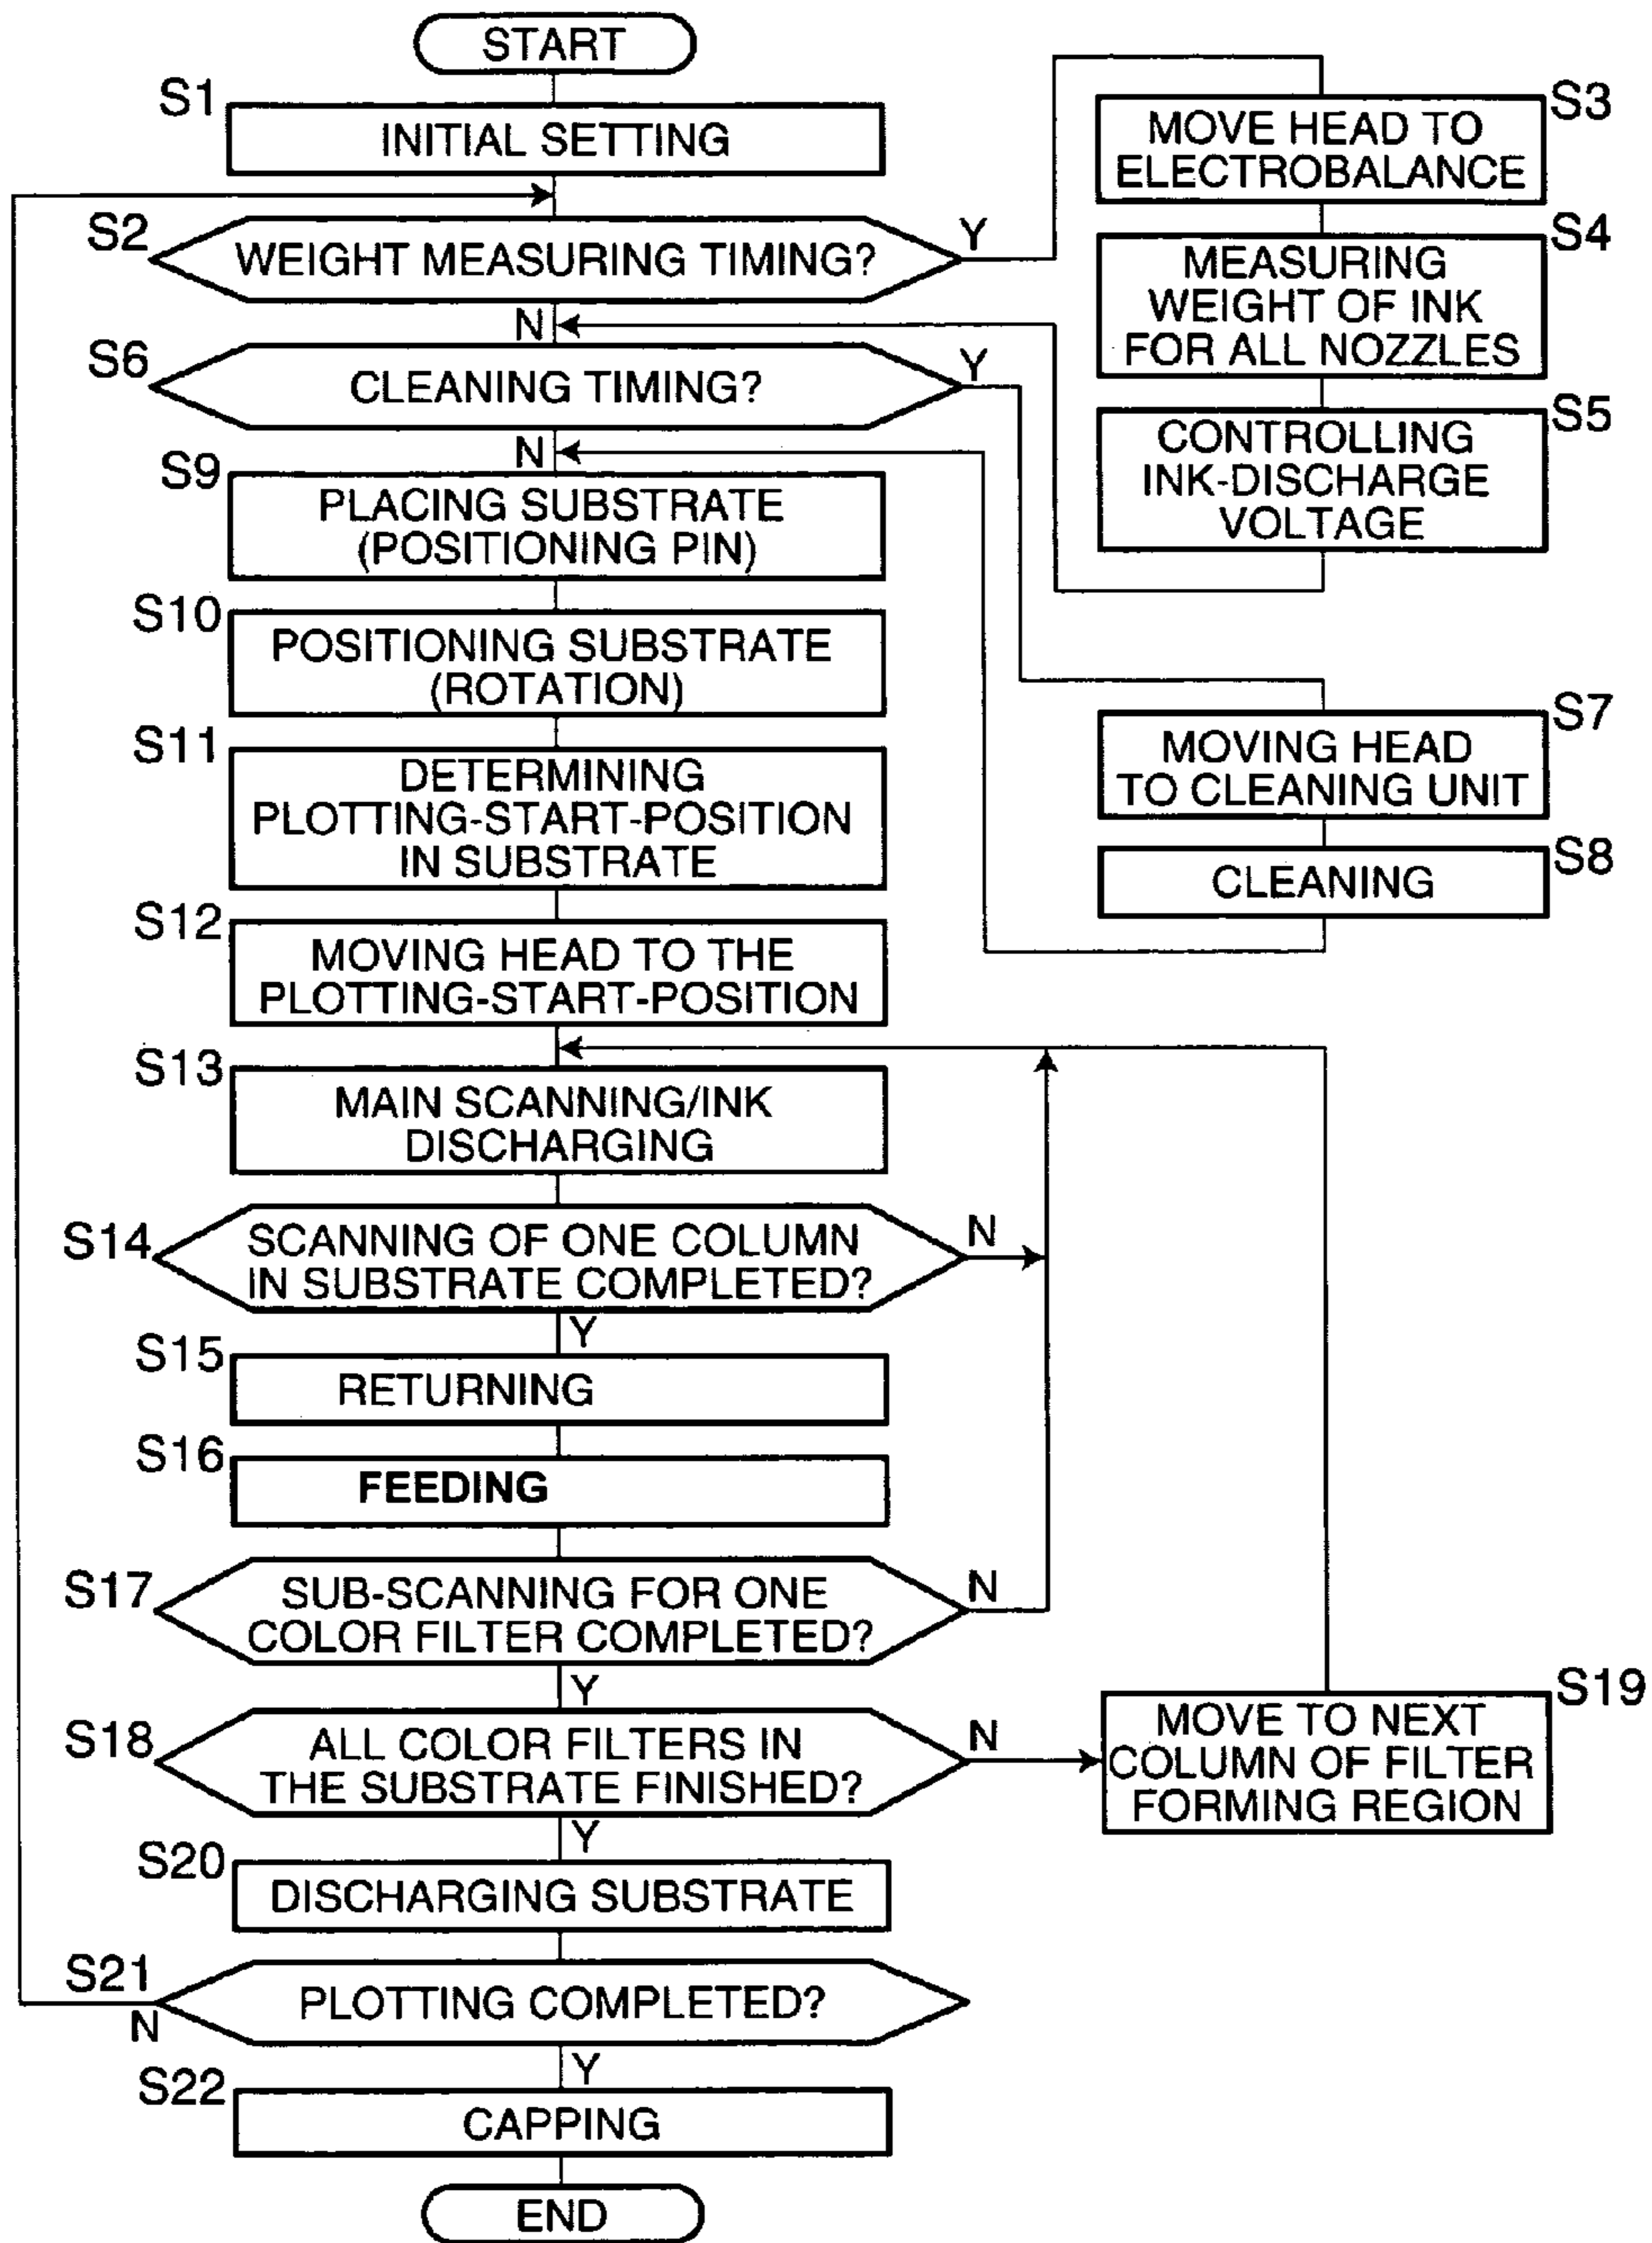 START
S1
INITIAL SETTING
S2
WEIGHT MEASURING TIMING?
Y
N
S3
MOVE HEAD TO
ELECTROBALANCE
S4
MEASURING
WEIGHT OF INK
FOR ALL NOZZLES
S5
CONTROLLING
INK-DISCHARGE
VOLTAGE
S6
CLEANING TIMING?
Y
N
S7
MOVING HEAD
TO CLEANING UNIT
S8
CLEANING
S9
PLACING SUBSTRATE
(POSITIONING PIN)
S10
POSITIONING SUBSTRATE
(ROTATION)
S11
DETERMINING
PLOTTING-START-POSITION
IN SUBSTRATE
S12
MOVING HEAD TO THE
PLOTTING-START-POSITION
S13
MAIN SCANNING/INK
DISCHARGING
S14
SCANNING OF ONE COLUMN
IN SUBSTRATE COMPLETED?
N
Y
S15
RETURNING
S16
FEEDING
S17
SUB-SCANNING FOR ONE
COLOR FILTER COMPLETED?
N
Y
S18
ALL COLOR FILTERS IN
THE SUBSTRATE FINISHED?
N
Y
S19
MOVE TO NEXT
COLUMN OF FILTER
FORMING REGION
S20
DISCHARGING SUBSTRATE
S21
PLOTTING COMPLETED?
N
Y
S22
CAPPING
END